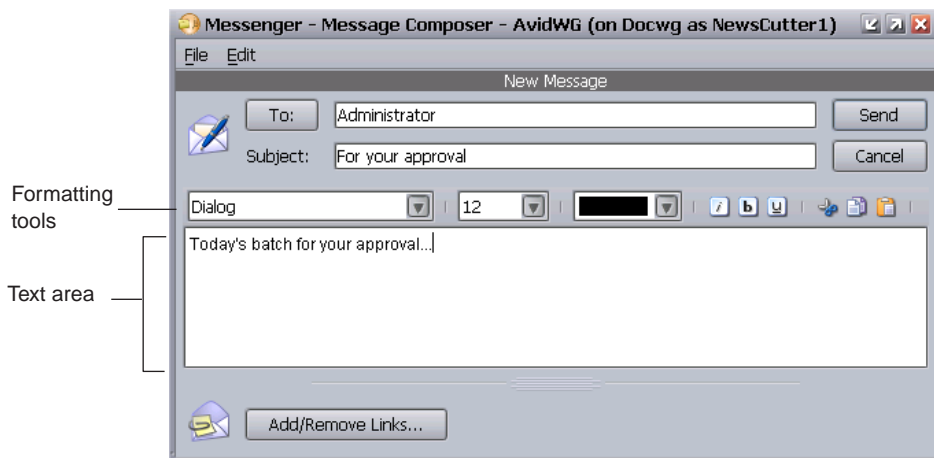 Messenger - Message Composer - AvidWG (on Docwg as NewsCutter1)
File Edit
New Message
To: Administrator Send
Subject: For your approval Cancel
Formatting tools
Dialog 12 i b u
Today's batch for your approval...
Text area
Add/Remove Links...